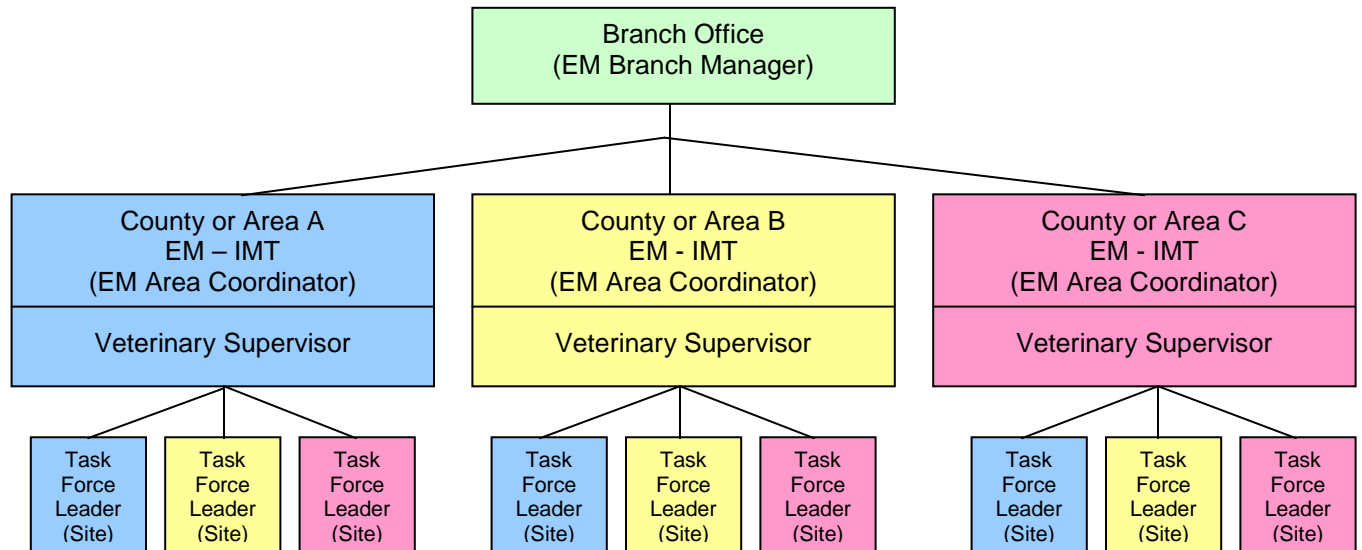 Branch Office
(EM Branch Manager)
County or Area A
EM – IMT
(EM Area Coordinator)
Veterinary Supervisor
County or Area B
EM - IMT
(EM Area Coordinator)
Veterinary Supervisor
County or Area C
EM - IMT
(EM Area Coordinator)
Veterinary Supervisor
Task
Force
Leader
(Site)
Task
Force
Leader
(Site)
Task
Force
Leader
(Site)
Task
Force
Leader
(Site)
Task
Force
Leader
(Site)
Task
Force
Leader
(Site)
Task
Force
Leader
(Site)
Task
Force
Leader
(Site)
Task
Force
Leader
(Site)